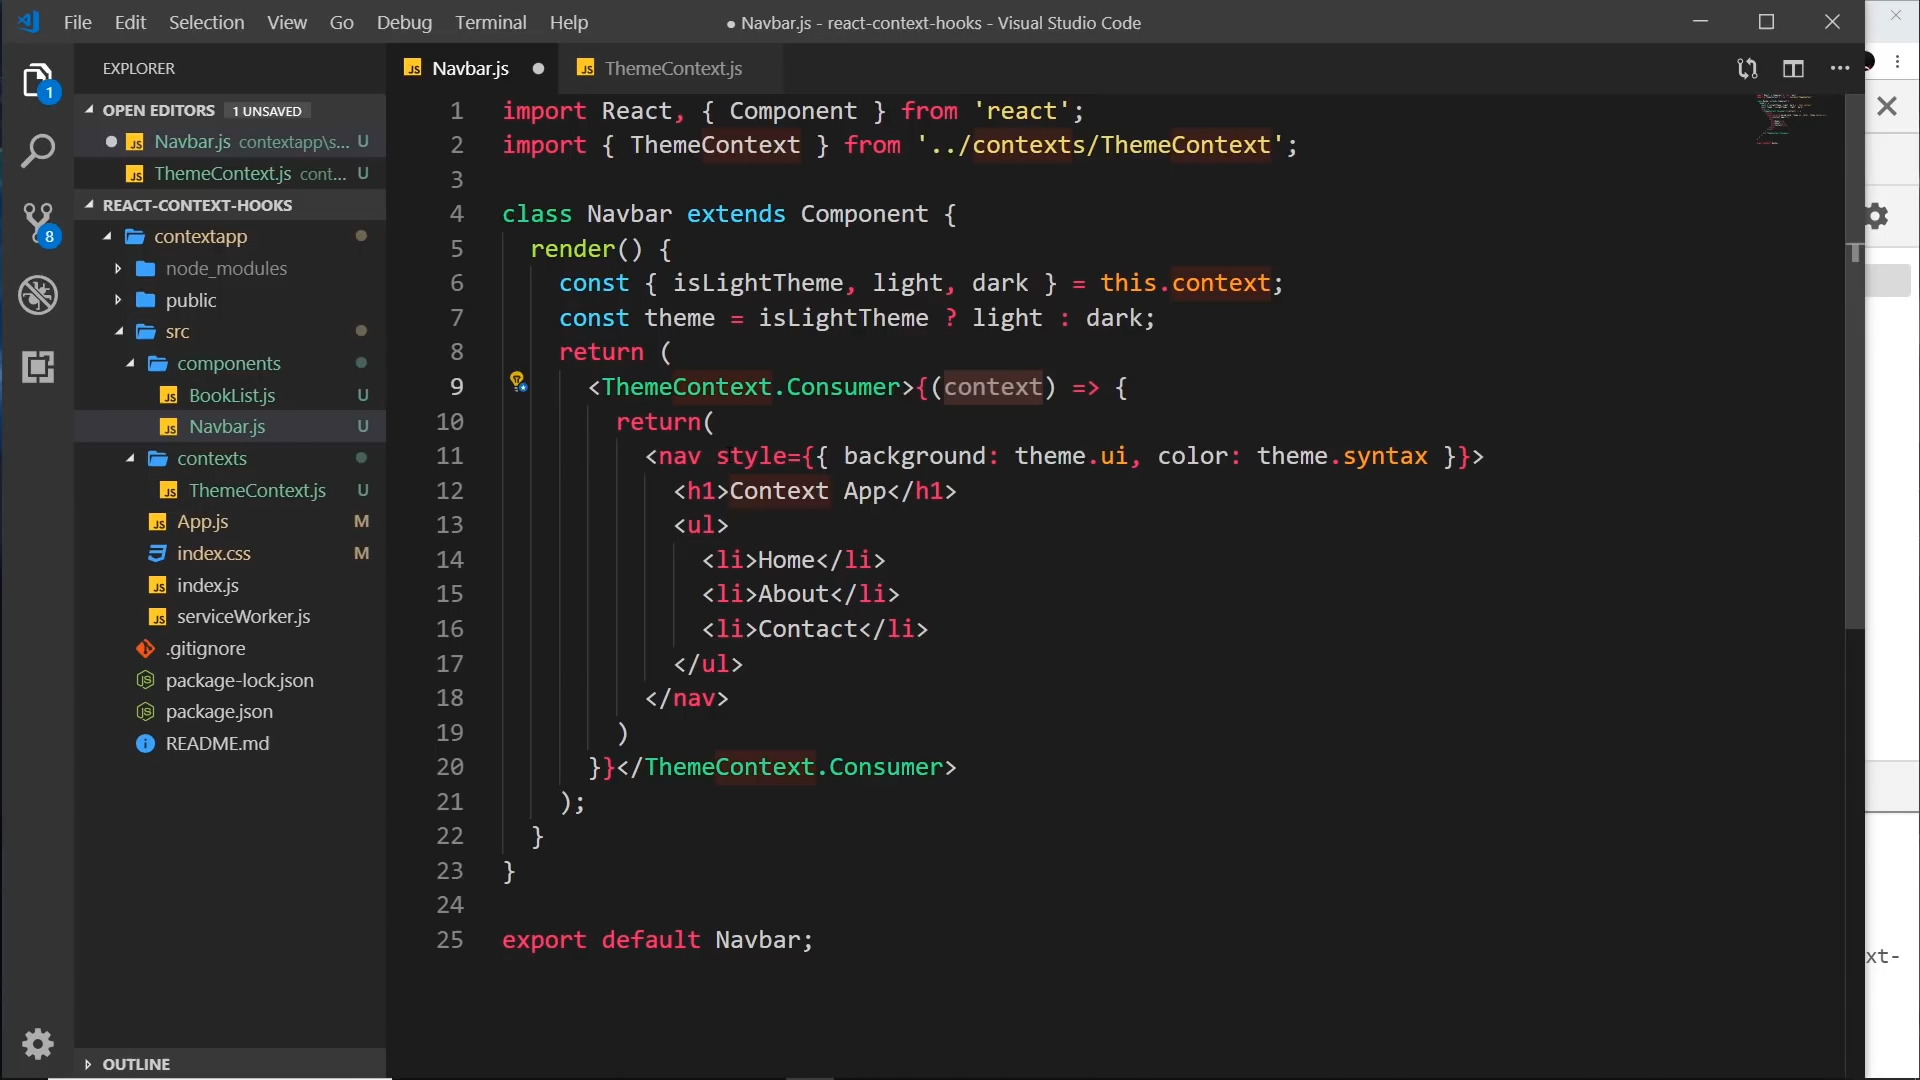 File Edit Selection View Go Debug Terminal Help
● Navbar.js - react-context-hooks - Visual Studio Code
EXPLORER
OPEN EDITORS 1 UNSAVED
Navbar.js contextapp\s... U
ThemeContext.js cont... U
REACT-CONTEXT-HOOKS
contextapp
node_modules
public
src
components
BookList.js U
Navbar.js U
contexts
ThemeContext.js U
App.js M
index.css M
index.js
serviceWorker.js
.gitignore
package-lock.json
package.json
README.md
OUTLINE
1
8
Navbar.js ●
ThemeContext.js
1 import React, { Component } from 'react';
2 import { ThemeContext } from '../contexts/ThemeContext';
3
4 class Navbar extends Component {
5 render() {
6 const { isLightTheme, light, dark } = this.context;
7 const theme = isLightTheme ? light : dark;
8 return (
9 <ThemeContext.Consumer>{(context) => {
10 return(
11 <nav style={{ background: theme.ui, color: theme.syntax }}>
12 <h1>Context App</h1>
13 <ul>
14 <li>Home</li>
15 <li>About</li>
16 <li>Contact</li>
17 </ul>
18 </nav>
19 )
20 }}</ThemeContext.Consumer>
21 );
22 }
23 }
24
25 export default Navbar;
xt-